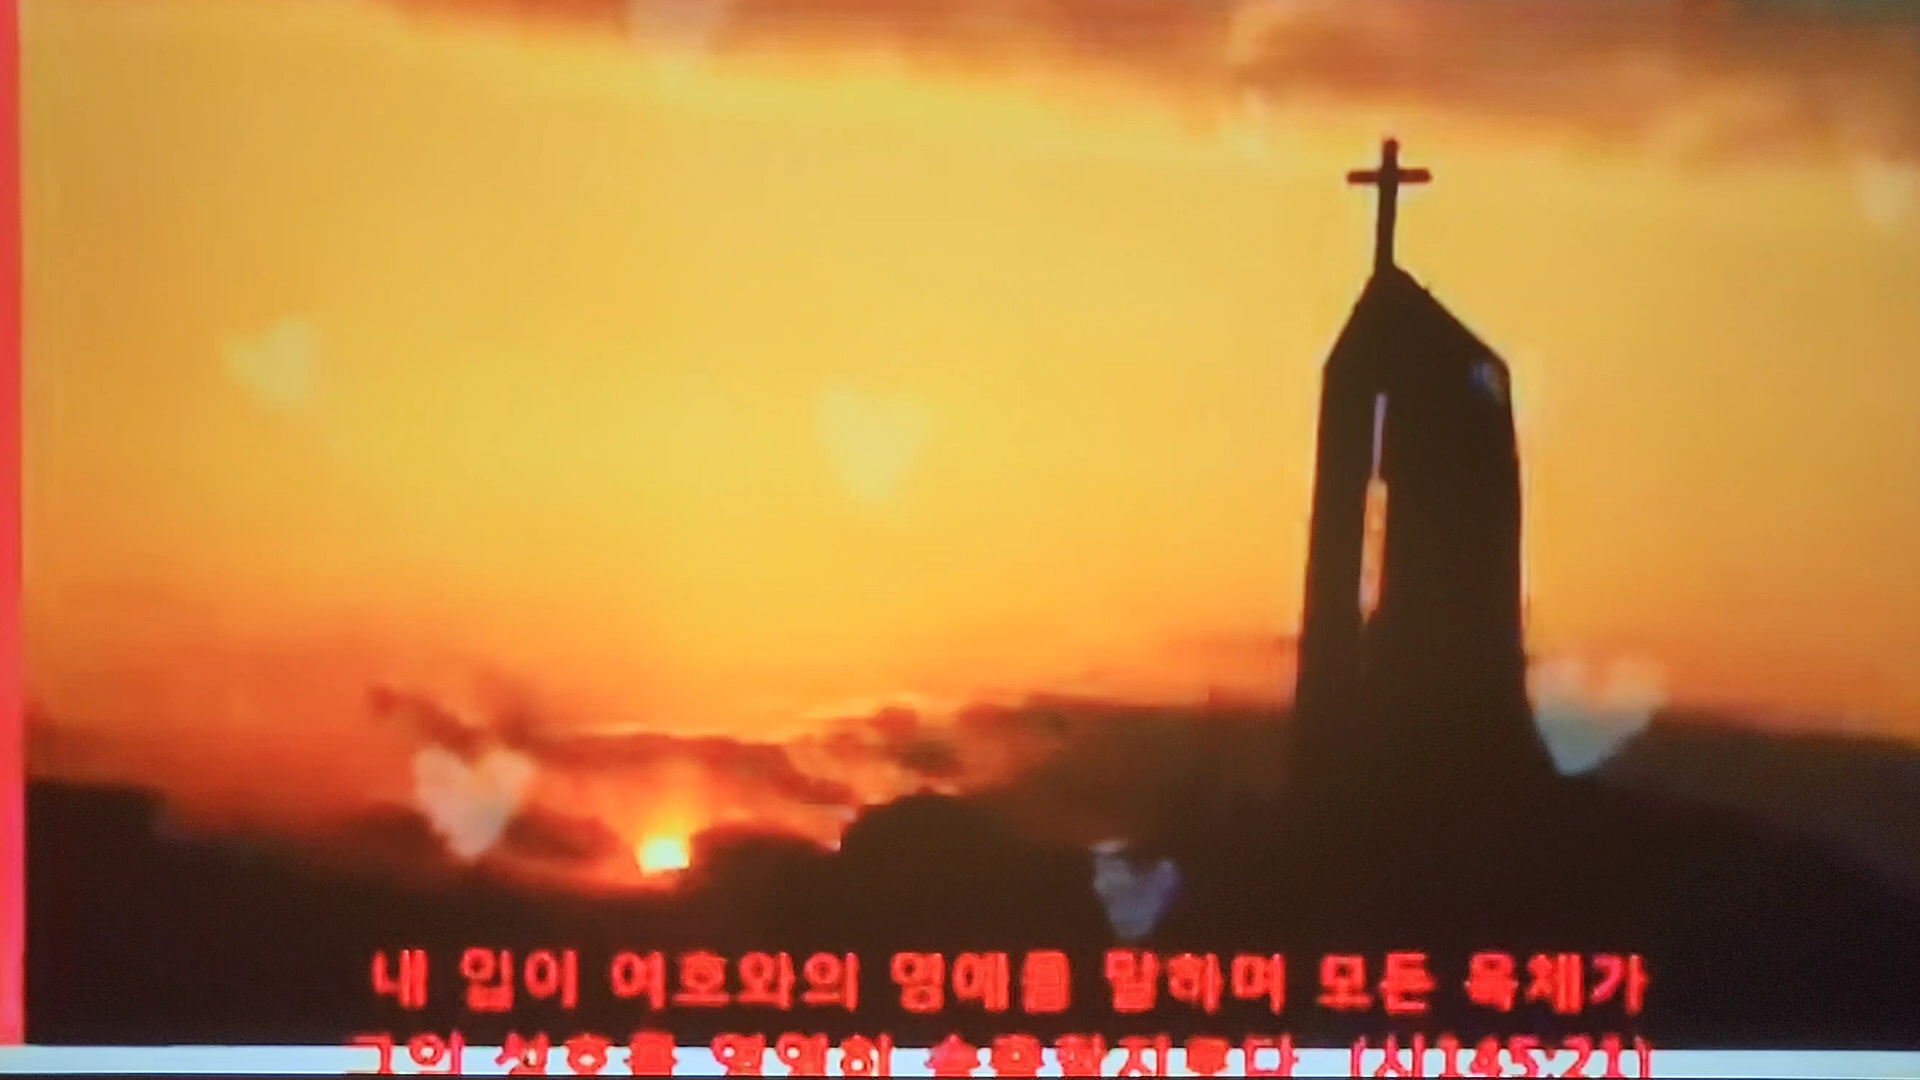 내 입이 여호와의 영예를 말하며 모든 육체가
그의 성호를 영영히 송축할지로다 (시145:21)